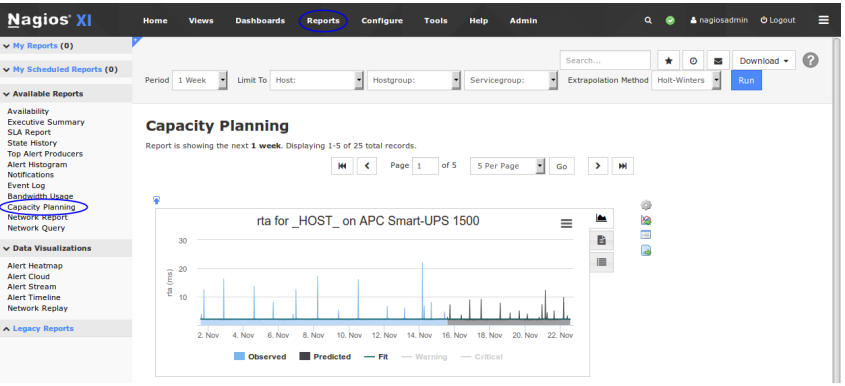 Nagios XI Home Views Dashboards Reports Configure Tools Help Admin nagiosadmin Logout
My Reports (0)
My Scheduled Reports (0)
Available Reports
Availability
Executive Summary
SLA Report
State History
Top Alert Producers
Alert Histogram
Notifications
Event Log
Bandwidth Usage
Capacity Planning
Network Report
Network Query
Data Visualizations
Alert Heatmap
Alert Cloud
Alert Stream
Alert Timeline
Network Replay
Legacy Reports
Search... Download ?
Period 1 Week Limit To Host: Hostgroup: Servicegroup: Extrapolation Method Holt-Winters Run
Capacity Planning
Report is showing the next 1 week. Displaying 1-5 of 25 total records.
Page 1 of 5 5 Per Page Go
rta for _HOST_ on APC Smart-UPS 1500
rta (ms)
30
20
10
2. Nov 4. Nov 6. Nov 8. Nov 10. Nov 12. Nov 14. Nov 16. Nov 18. Nov 20. Nov 22. Nov
Observed Predicted Fit Warning Critical